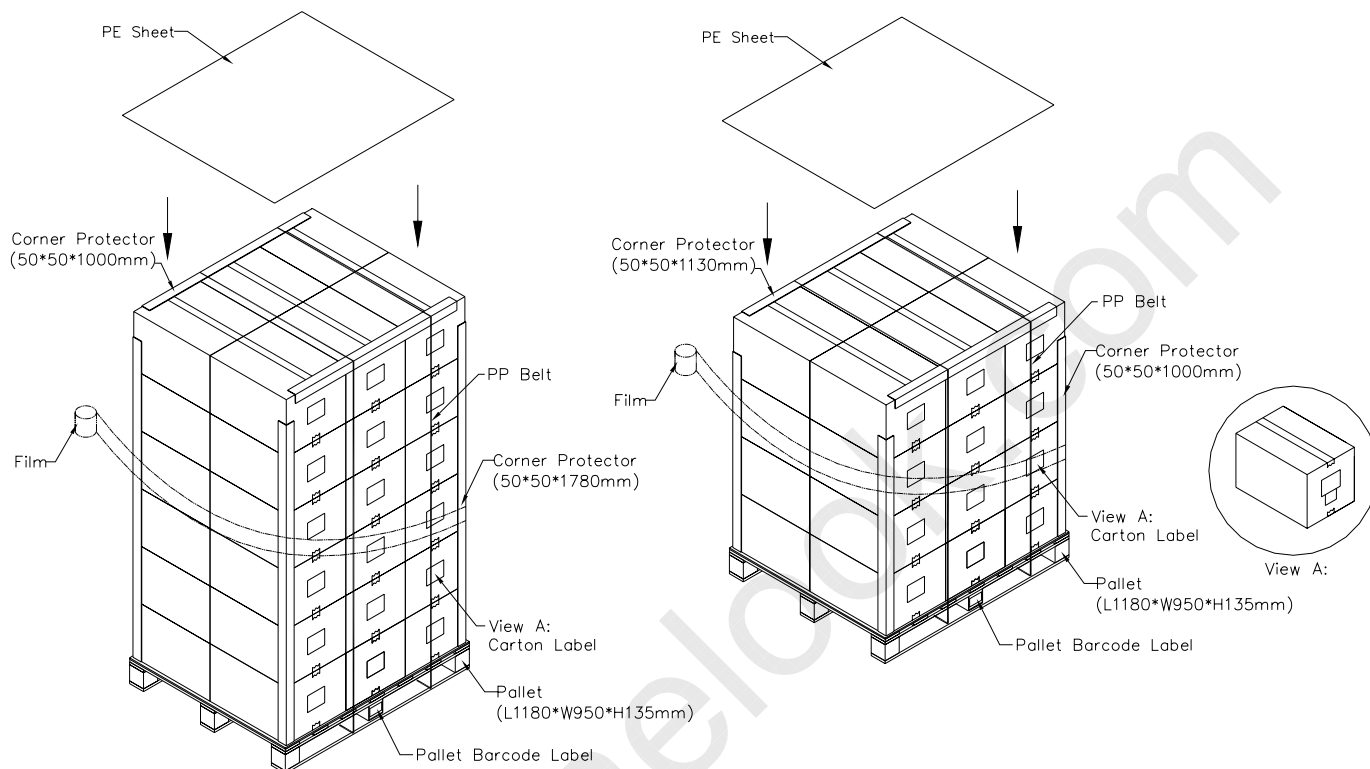 PE Sheet
Corner Protector
(50*50*1000mm)
PP Belt
Film
Corner Protector
(50*50*1780mm)
View A:
Carton Label
Pallet
(L1180*W950*H135mm)
Pallet Barcode Label
PE Sheet
Corner Protector
(50*50*1130mm)
PP Belt
Corner Protector
(50*50*1000mm)
Film
View A:
Carton Label
Pallet
(L1180*W950*H135mm)
Pallet Barcode Label
View A:
nelook.com